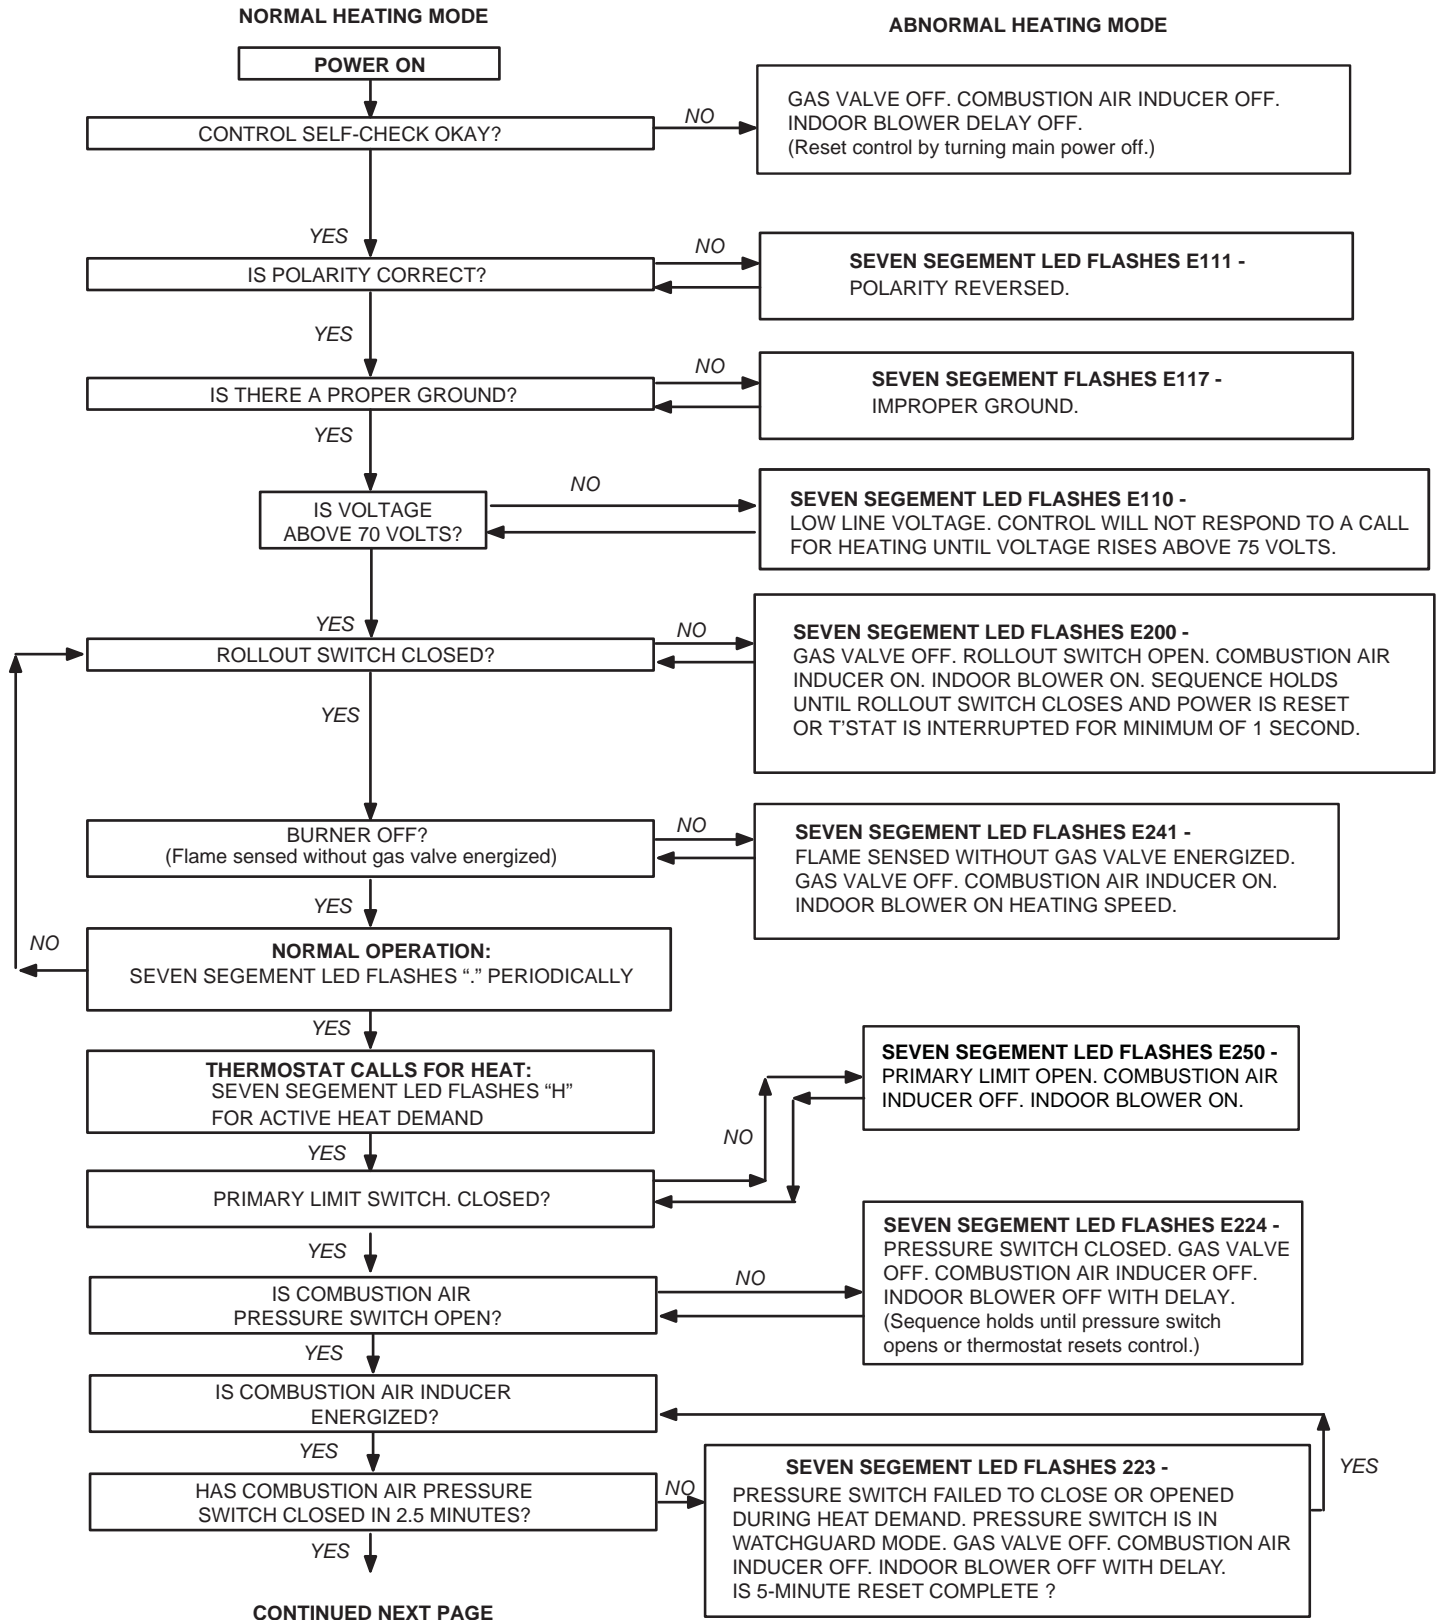 NORMAL HEATING MODE
ABNORMAL HEATING MODE
POWER ON
CONTROL SELF-CHECK OKAY?
NO
GAS VALVE OFF. COMBUSTION AIR INDUCER OFF.
INDOOR BLOWER DELAY OFF.
(Reset control by turning main power off.)
YES
IS POLARITY CORRECT?
NO
SEVEN SEGEMENT LED FLASHES E111 -
POLARITY REVERSED.
YES
IS THERE A PROPER GROUND?
NO
SEVEN SEGEMENT FLASHES E117 -
IMPROPER GROUND.
YES
IS VOLTAGE
ABOVE 70 VOLTS?
NO
SEVEN SEGEMENT LED FLASHES E110 -
LOW LINE VOLTAGE. CONTROL WILL NOT RESPOND TO A CALL
FOR HEATING UNTIL VOLTAGE RISES ABOVE 75 VOLTS.
YES
ROLLOUT SWITCH CLOSED?
NO
SEVEN SEGEMENT LED FLASHES E200 -
GAS VALVE OFF. ROLLOUT SWITCH OPEN. COMBUSTION AIR
INDUCER ON. INDOOR BLOWER ON. SEQUENCE HOLDS
UNTIL ROLLOUT SWITCH CLOSES AND POWER IS RESET
OR T'STAT IS INTERRUPTED FOR MINIMUM OF 1 SECOND.
YES
BURNER OFF?
(Flame sensed without gas valve energized)
NO
SEVEN SEGEMENT LED FLASHES E241 -
FLAME SENSED WITHOUT GAS VALVE ENERGIZED.
GAS VALVE OFF. COMBUSTION AIR INDUCER ON.
INDOOR BLOWER ON HEATING SPEED.
YES
NO
NORMAL OPERATION:
SEVEN SEGEMENT LED FLASHES “.” PERIODICALLY
YES
THERMOSTAT CALLS FOR HEAT:
SEVEN SEGEMENT LED FLASHES “H”
FOR ACTIVE HEAT DEMAND
SEVEN SEGEMENT LED FLASHES E250 -
PRIMARY LIMIT OPEN. COMBUSTION AIR
INDUCER OFF. INDOOR BLOWER ON.
NO
YES
PRIMARY LIMIT SWITCH. CLOSED?
YES
IS COMBUSTION AIR
PRESSURE SWITCH OPEN?
NO
SEVEN SEGEMENT LED FLASHES E224 -
PRESSURE SWITCH CLOSED. GAS VALVE
OFF. COMBUSTION AIR INDUCER OFF.
INDOOR BLOWER OFF WITH DELAY.
(Sequence holds until pressure switch
opens or thermostat resets control.)
YES
IS COMBUSTION AIR INDUCER
ENERGIZED?
YES
HAS COMBUSTION AIR PRESSURE
SWITCH CLOSED IN 2.5 MINUTES?
NO
SEVEN SEGEMENT LED FLASHES 223 -
PRESSURE SWITCH FAILED TO CLOSE OR OPENED
DURING HEAT DEMAND. PRESSURE SWITCH IS IN
WATCHGUARD MODE. GAS VALVE OFF. COMBUSTION AIR
INDUCER OFF. INDOOR BLOWER OFF WITH DELAY.
IS 5-MINUTE RESET COMPLETE ?
YES
YES
CONTINUED NEXT PAGE